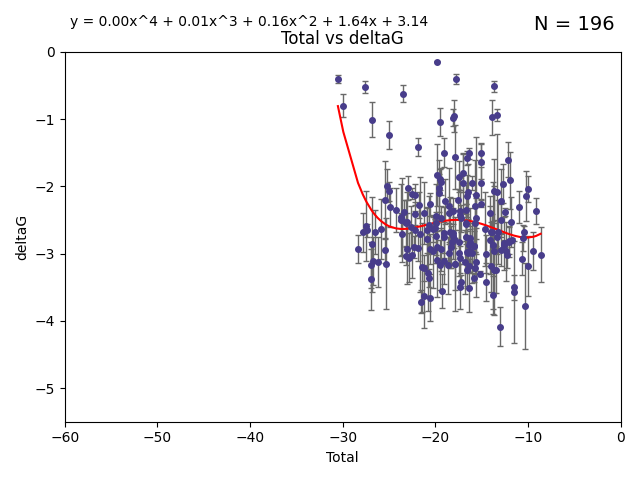 y = 0.00x^4 + 0.01x^3 + 0.16x^2 + 1.64x + 3.14
N = 196
Total vs deltaG
0
−1
−2
−3
−4
−5
deltaG
−60 −50 −40 −30 −20 −10 0
Total